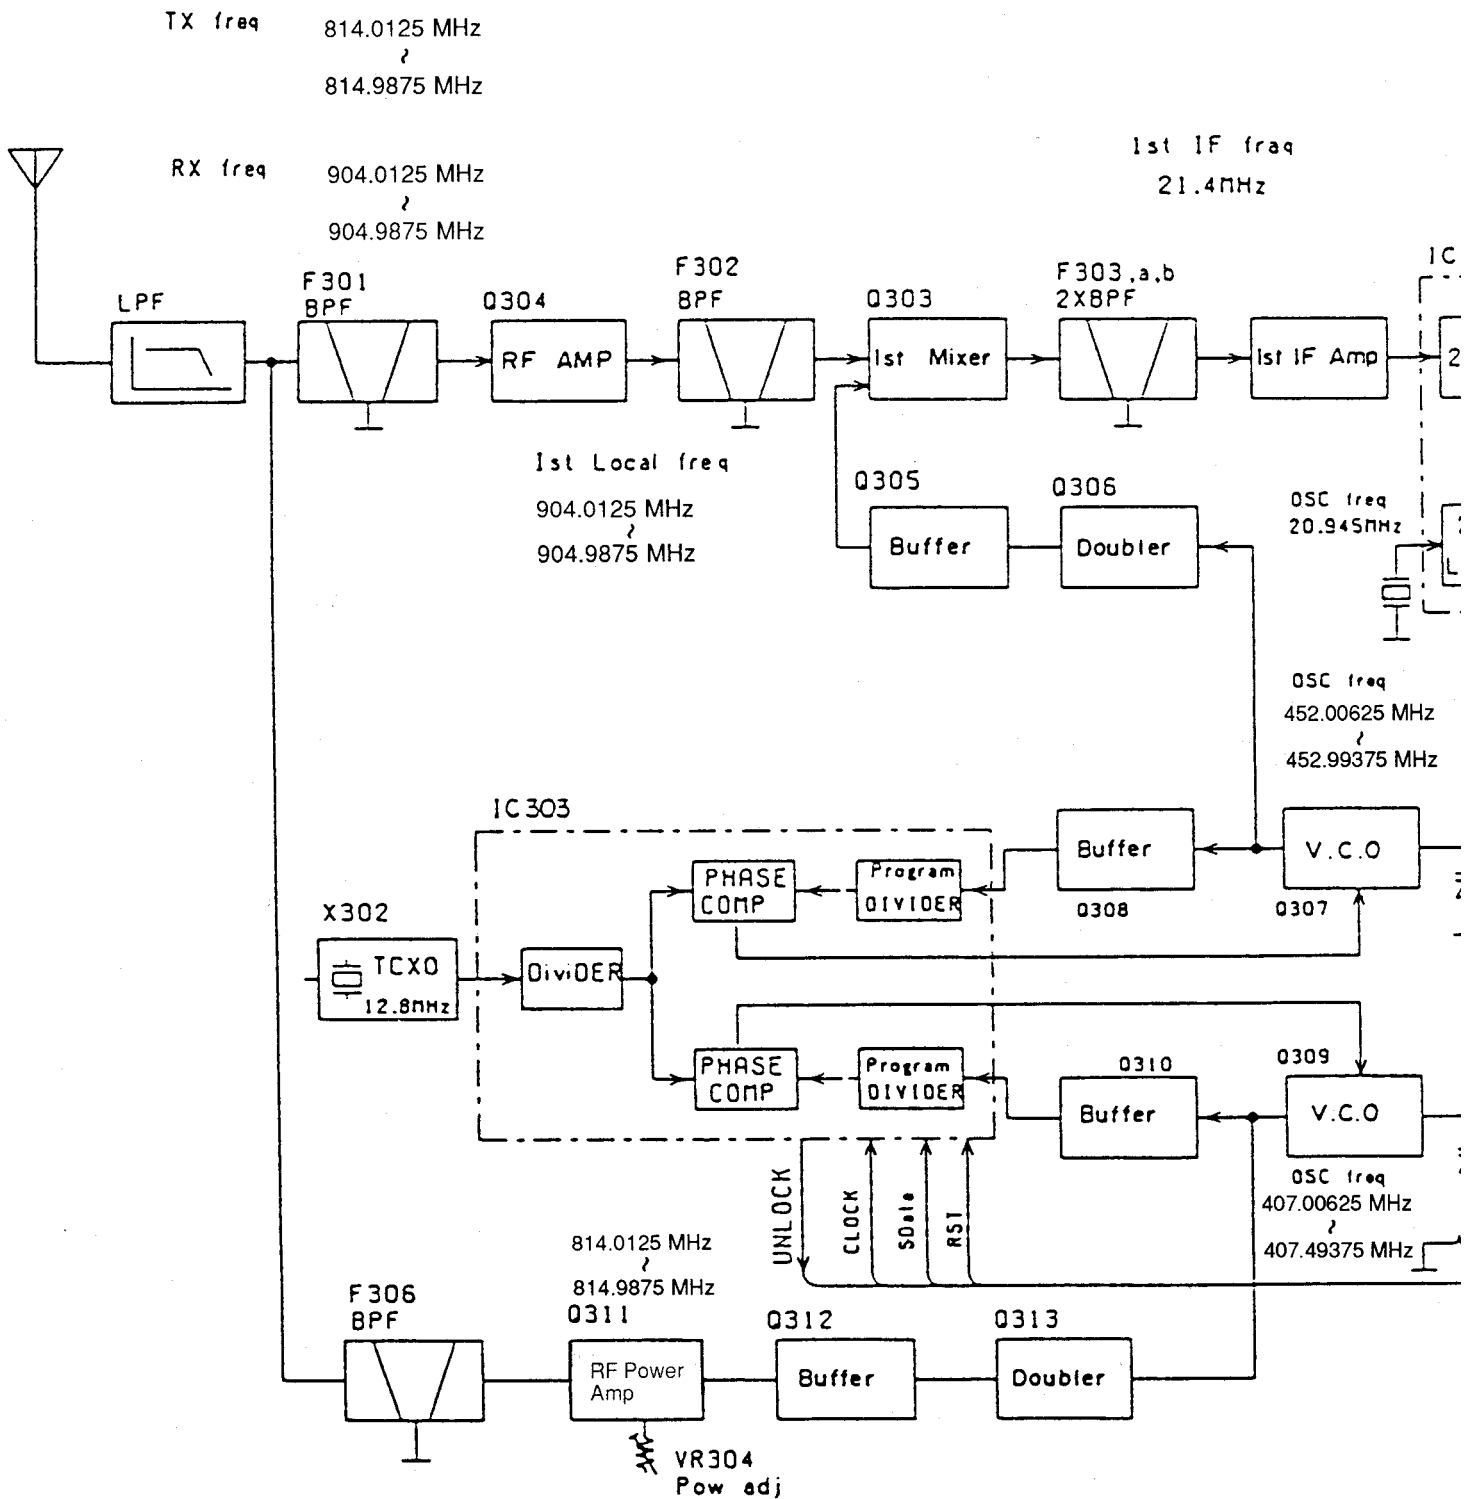 TX freq
814.0125 MHz
~
814.9875 MHz
RX freq
904.0125 MHz
~
904.9875 MHz
1st IF fraq
21.4MHz
LPF
F301
BPF
Q304
RF AMP
F302
BPF
Q303
1st Mixer
F303,a,b
2XBPF
1st IF Amp
IC
2
1st Local freq
904.0125 MHz
~
904.9875 MHz
Q305
Buffer
Q306
Doubler
OSC freq
20.945MHz
OSC freq
452.00625 MHz
~
452.99375 MHz
IC303
X302
TCXO
12.8MHz
DiviDER
PHASE
COMP
Program
DIVIDER
Buffer
Q308
V.C.O
Q307
PHASE
COMP
Program
DIVIDER
Q310
Buffer
Q309
V.C.O
OSC freq
407.00625 MHz
~
407.49375 MHz
UNLOCK
CLOCK
SData
RST
814.0125 MHz
~
814.9875 MHz
F306
BPF
Q311
RF Power
Amp
Q312
Buffer
Q313
Doubler
VR304
Pow adj